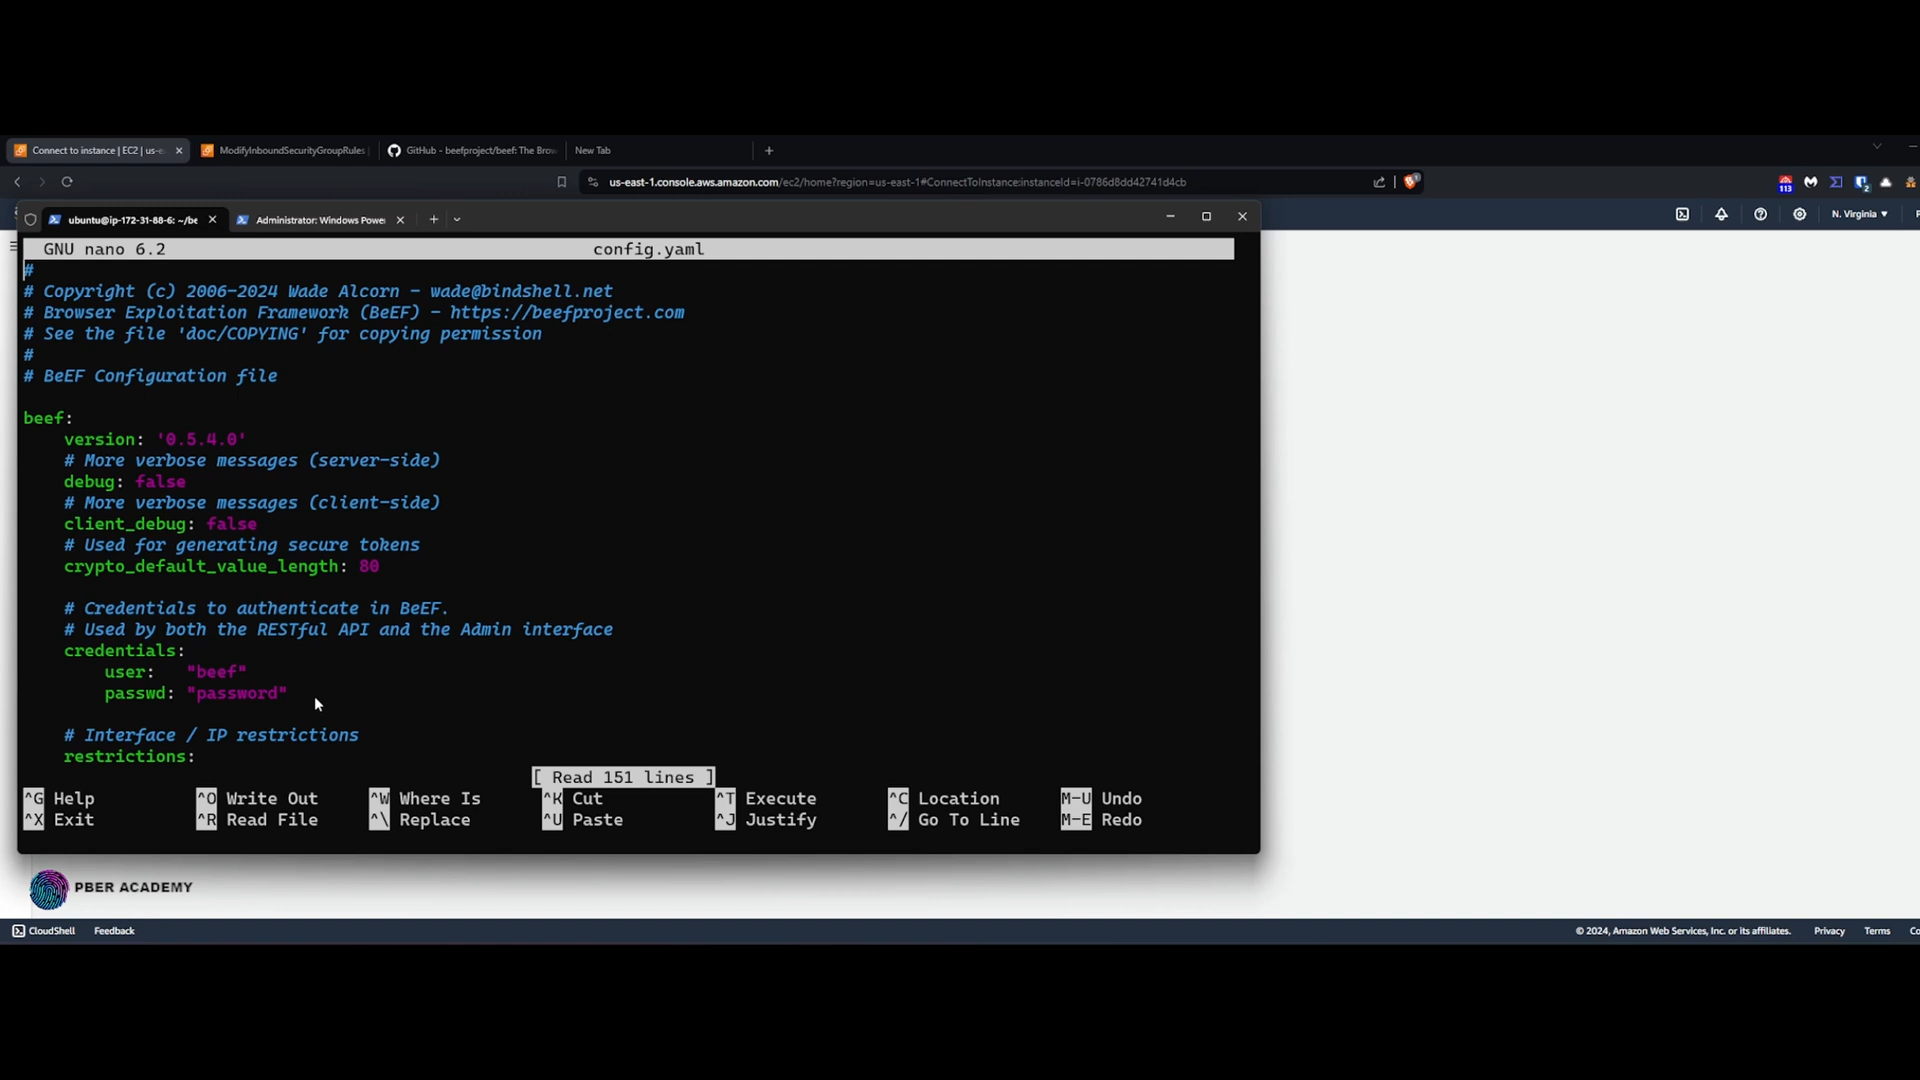 Connect to instance | EC2 | us-e
ModifyInboundSecurityGroupRules |
GitHub - beefproject/beef: The Brow
New Tab
us-east-1.console.aws.amazon.com/ec2/home?region=us-east-1#ConnectToInstance:instanceId=i-0786d8dd42741d4cb
113
2
1
ubuntu@ip-172-31-88-6: ~/be
Administrator: Windows Powe
N. Virginia
GNU nano 6.2 config.yaml
#
# Copyright (c) 2006-2024 Wade Alcorn - wade@bindshell.net
# Browser Exploitation Framework (BeEF) - https://beefproject.com
# See the file 'doc/COPYING' for copying permission
#
# BeEF Configuration file
beef:
version: '0.5.4.0'
# More verbose messages (server-side)
debug: false
# More verbose messages (client-side)
client_debug: false
# Used for generating secure tokens
crypto_default_value_length: 80
# Credentials to authenticate in BeEF.
# Used by both the RESTful API and the Admin interface
credentials:
user: "beef"
passwd: "password"
# Interface / IP restrictions
restrictions:
[ Read 151 lines ]
^G Help ^O Write Out ^W Where Is ^K Cut ^T Execute ^C Location M-U Undo
^X Exit ^R Read File ^\ Replace ^U Paste ^J Justify ^/ Go To Line M-E Redo
PBER ACADEMY
CloudShell Feedback © 2024, Amazon Web Services, Inc. or its affiliates. Privacy Terms Co